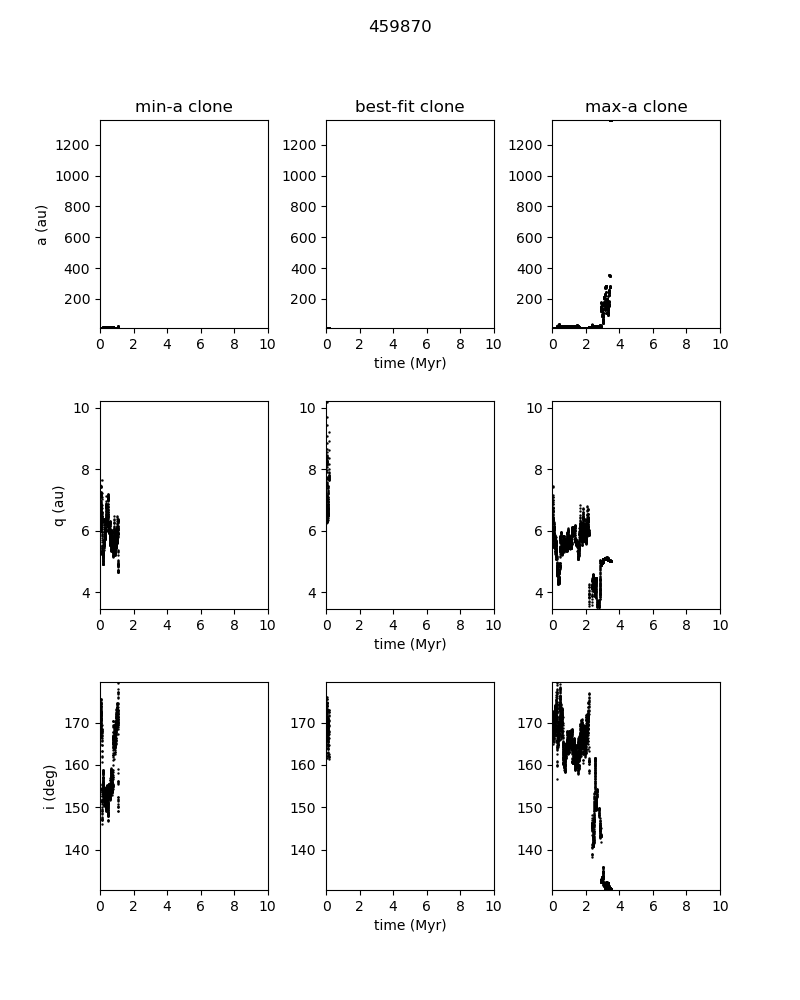 459870
min-a clone best-fit clone max-a clone
1200 1200 1200
1000 1000 1000
800 800 800
a (au) 600 600 600
400 400 400
200 200 200
0 2 4 6 8 10 0 2 4 6 8 10 0 2 4 6 8 10
time (Myr) time (Myr)
10 10 10
8 8 8
q (au)
6 6 6
4 4 4
0 2 4 6 8 10 0 2 4 6 8 10 0 2 4 6 8 10
time (Myr) time (Myr)
170 170 170
160 160 160
i (deg)
150 150 150
140 140 140
0 2 4 6 8 10 0 2 4 6 8 10 0 2 4 6 8 10
time (Myr)